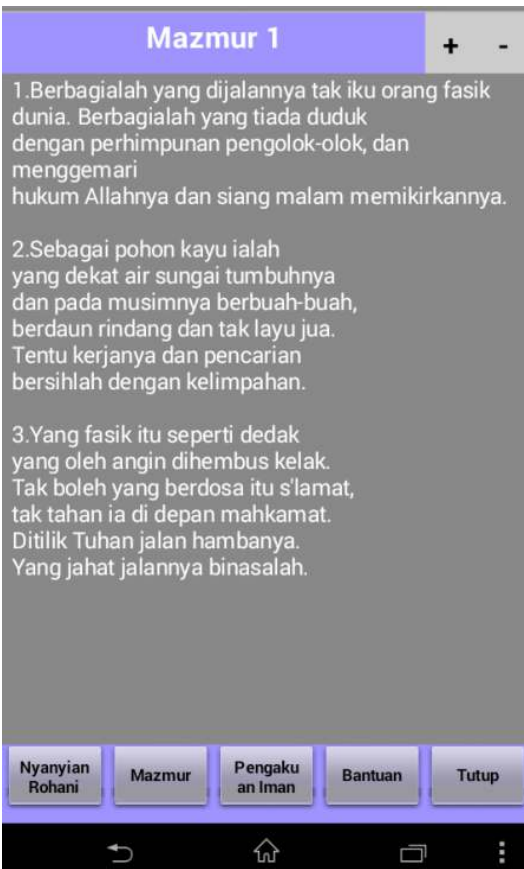 Mazmur 1
+ -
1.Berbagialah yang dijalannya tak iku orang fasik
dunia. Berbagialah yang tiada duduk
dengan perhimpunan pengolok-olok, dan
menggemari
hukum Allahnya dan siang malam memikirkannya.
2.Sebagai pohon kayu ialah
yang dekat air sungai tumbuhnya
dan pada musimnya berbuah-buah,
berdaun rindang dan tak layu jua.
Tentu kerjanya dan pencarian
bersihlah dengan kelimpahan.
3.Yang fasik itu seperti dedak
yang oleh angin dihembus kelak.
Tak boleh yang berdosa itu s'lamat,
tak tahan ia di depan mahkamat.
Ditilik Tuhan jalan hambanya.
Yang jahat jalannya binasalah.
Nyanyian
Rohani
Mazmur
Pengaku
an Iman
Bantuan
Tutup